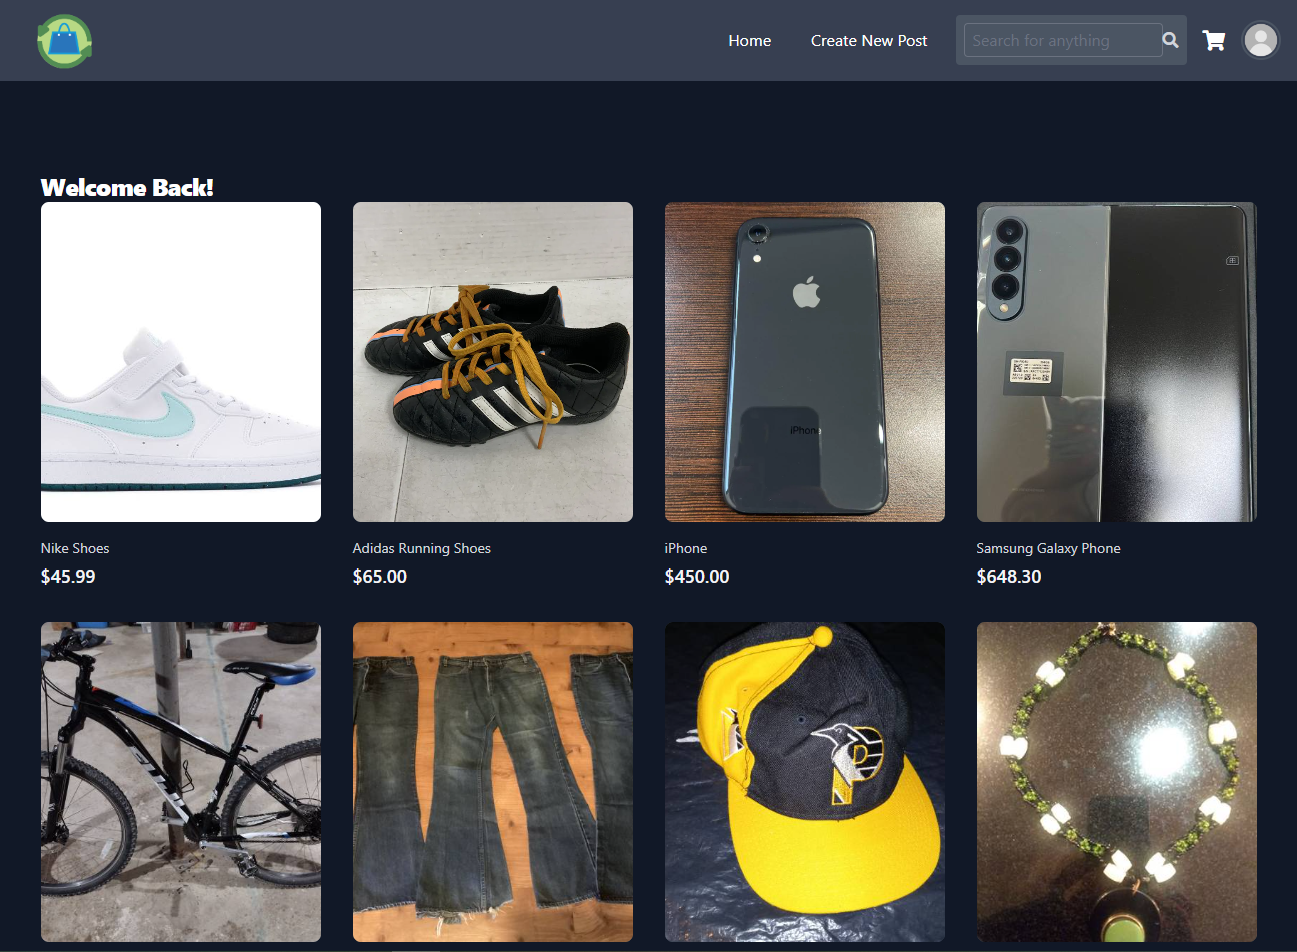 Home
Create New Post
Search for anything
Welcome Back!
iPhone
Nike Shoes
Adidas Running Shoes
iPhone
Samsung Galaxy Phone
$45.99
$65.00
$450.00
$648.30
P